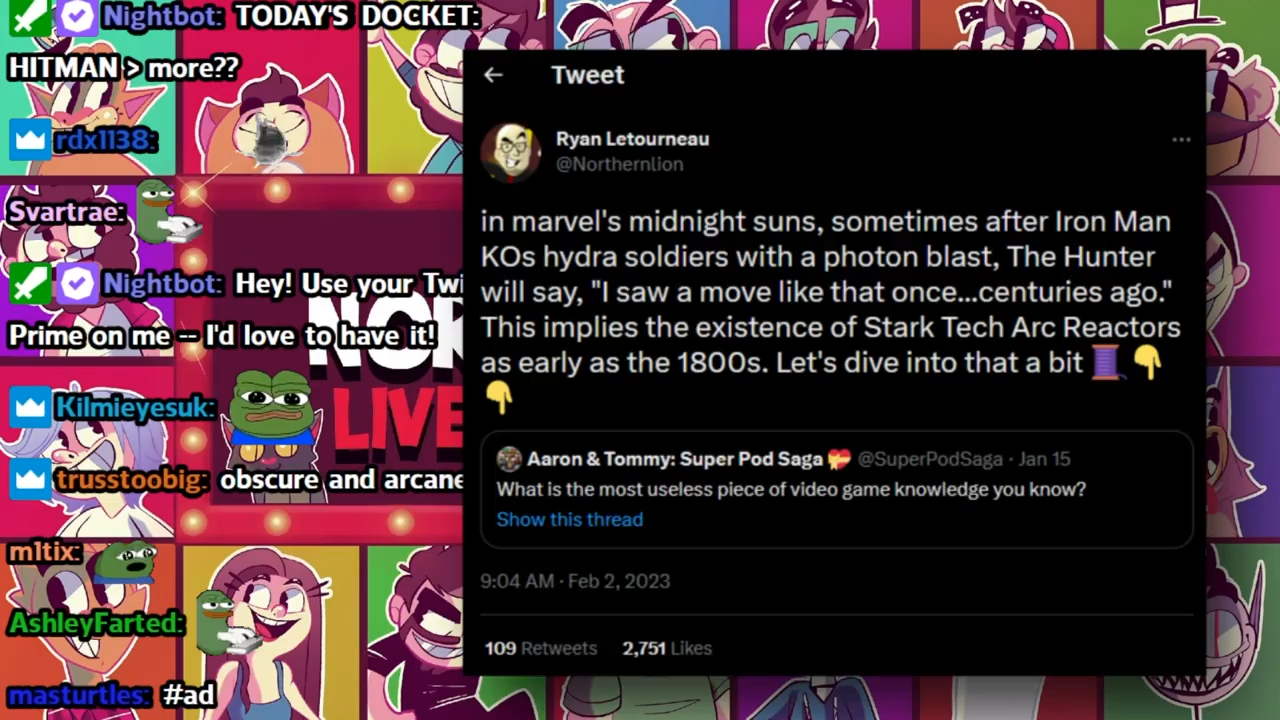 Nightbot: TODAY'S DOCKET:
HITMAN > more??
rdx1138:
Svartrae:
Nightbot: Hey! Use your Twi
Prime on me -- I'd love to have it!
Kilmieyesuk:
trusstoobig: obscure and arcane
m1tix:
AshleyFarted:
masturtles: #ad
NOR
LIVE
← Tweet
Ryan Letourneau
@Northernlion
...
in marvel's midnight suns, sometimes after Iron Man
KOs hydra soldiers with a photon blast, The Hunter
will say, "I saw a move like that once...centuries ago."
This implies the existence of Stark Tech Arc Reactors
as early as the 1800s. Let's dive into that a bit 🧵👇
👇
Aaron & Tommy: Super Pod Saga 💝 @SuperPodSaga · Jan 15
What is the most useless piece of video game knowledge you know?
Show this thread
9:04 AM · Feb 2, 2023
109 Retweets 2,751 Likes